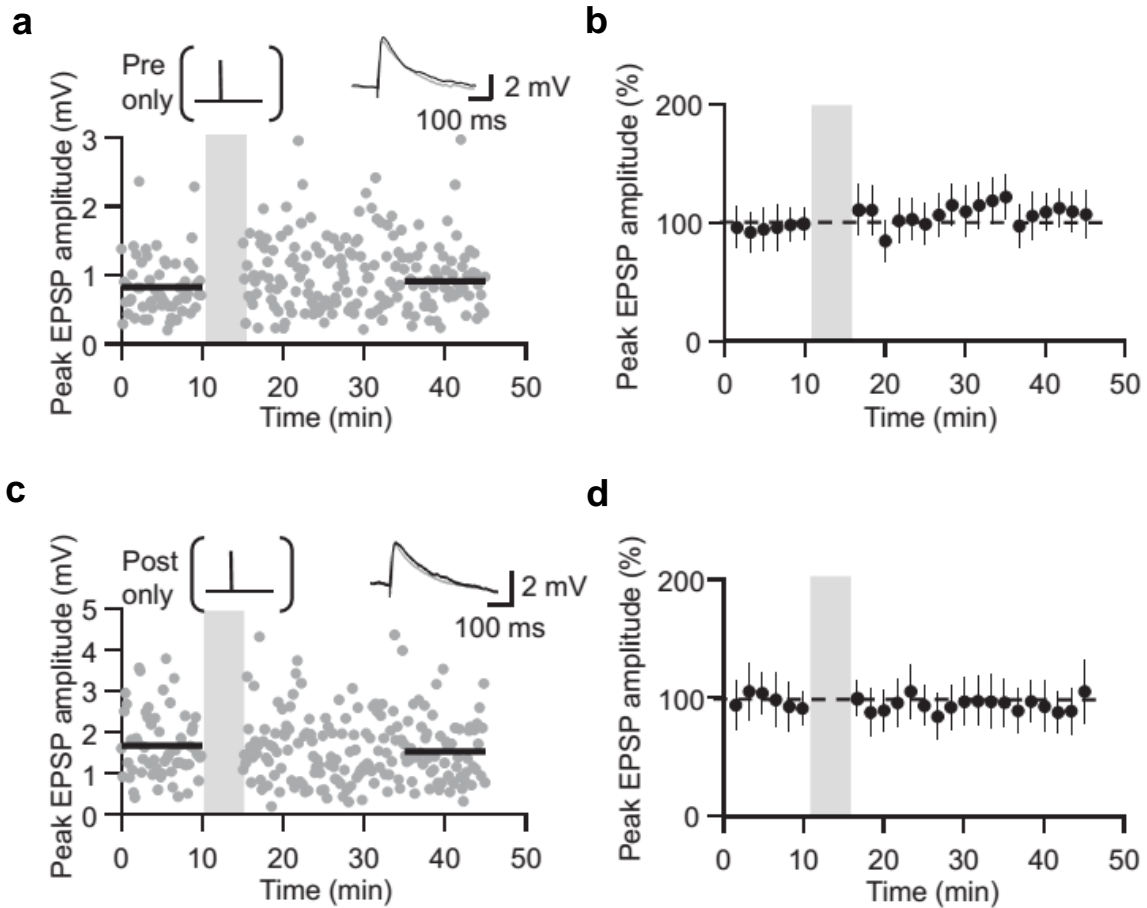 a
Pre
only
2 mV
100 ms
Peak EPSP amplitude (mV)
3
2
1
0
0 10 20 30 40 50
Time (min)
b
Peak EPSP amplitude (%)
200
100
0
0 10 20 30 40 50
Time (min)
c
Post
only
2 mV
100 ms
Peak EPSP amplitude (mV)
5
4
3
2
1
0
0 10 20 30 40 50
Time (min)
d
Peak EPSP amplitude (%)
200
100
0
0 10 20 30 40 50
Time (min)